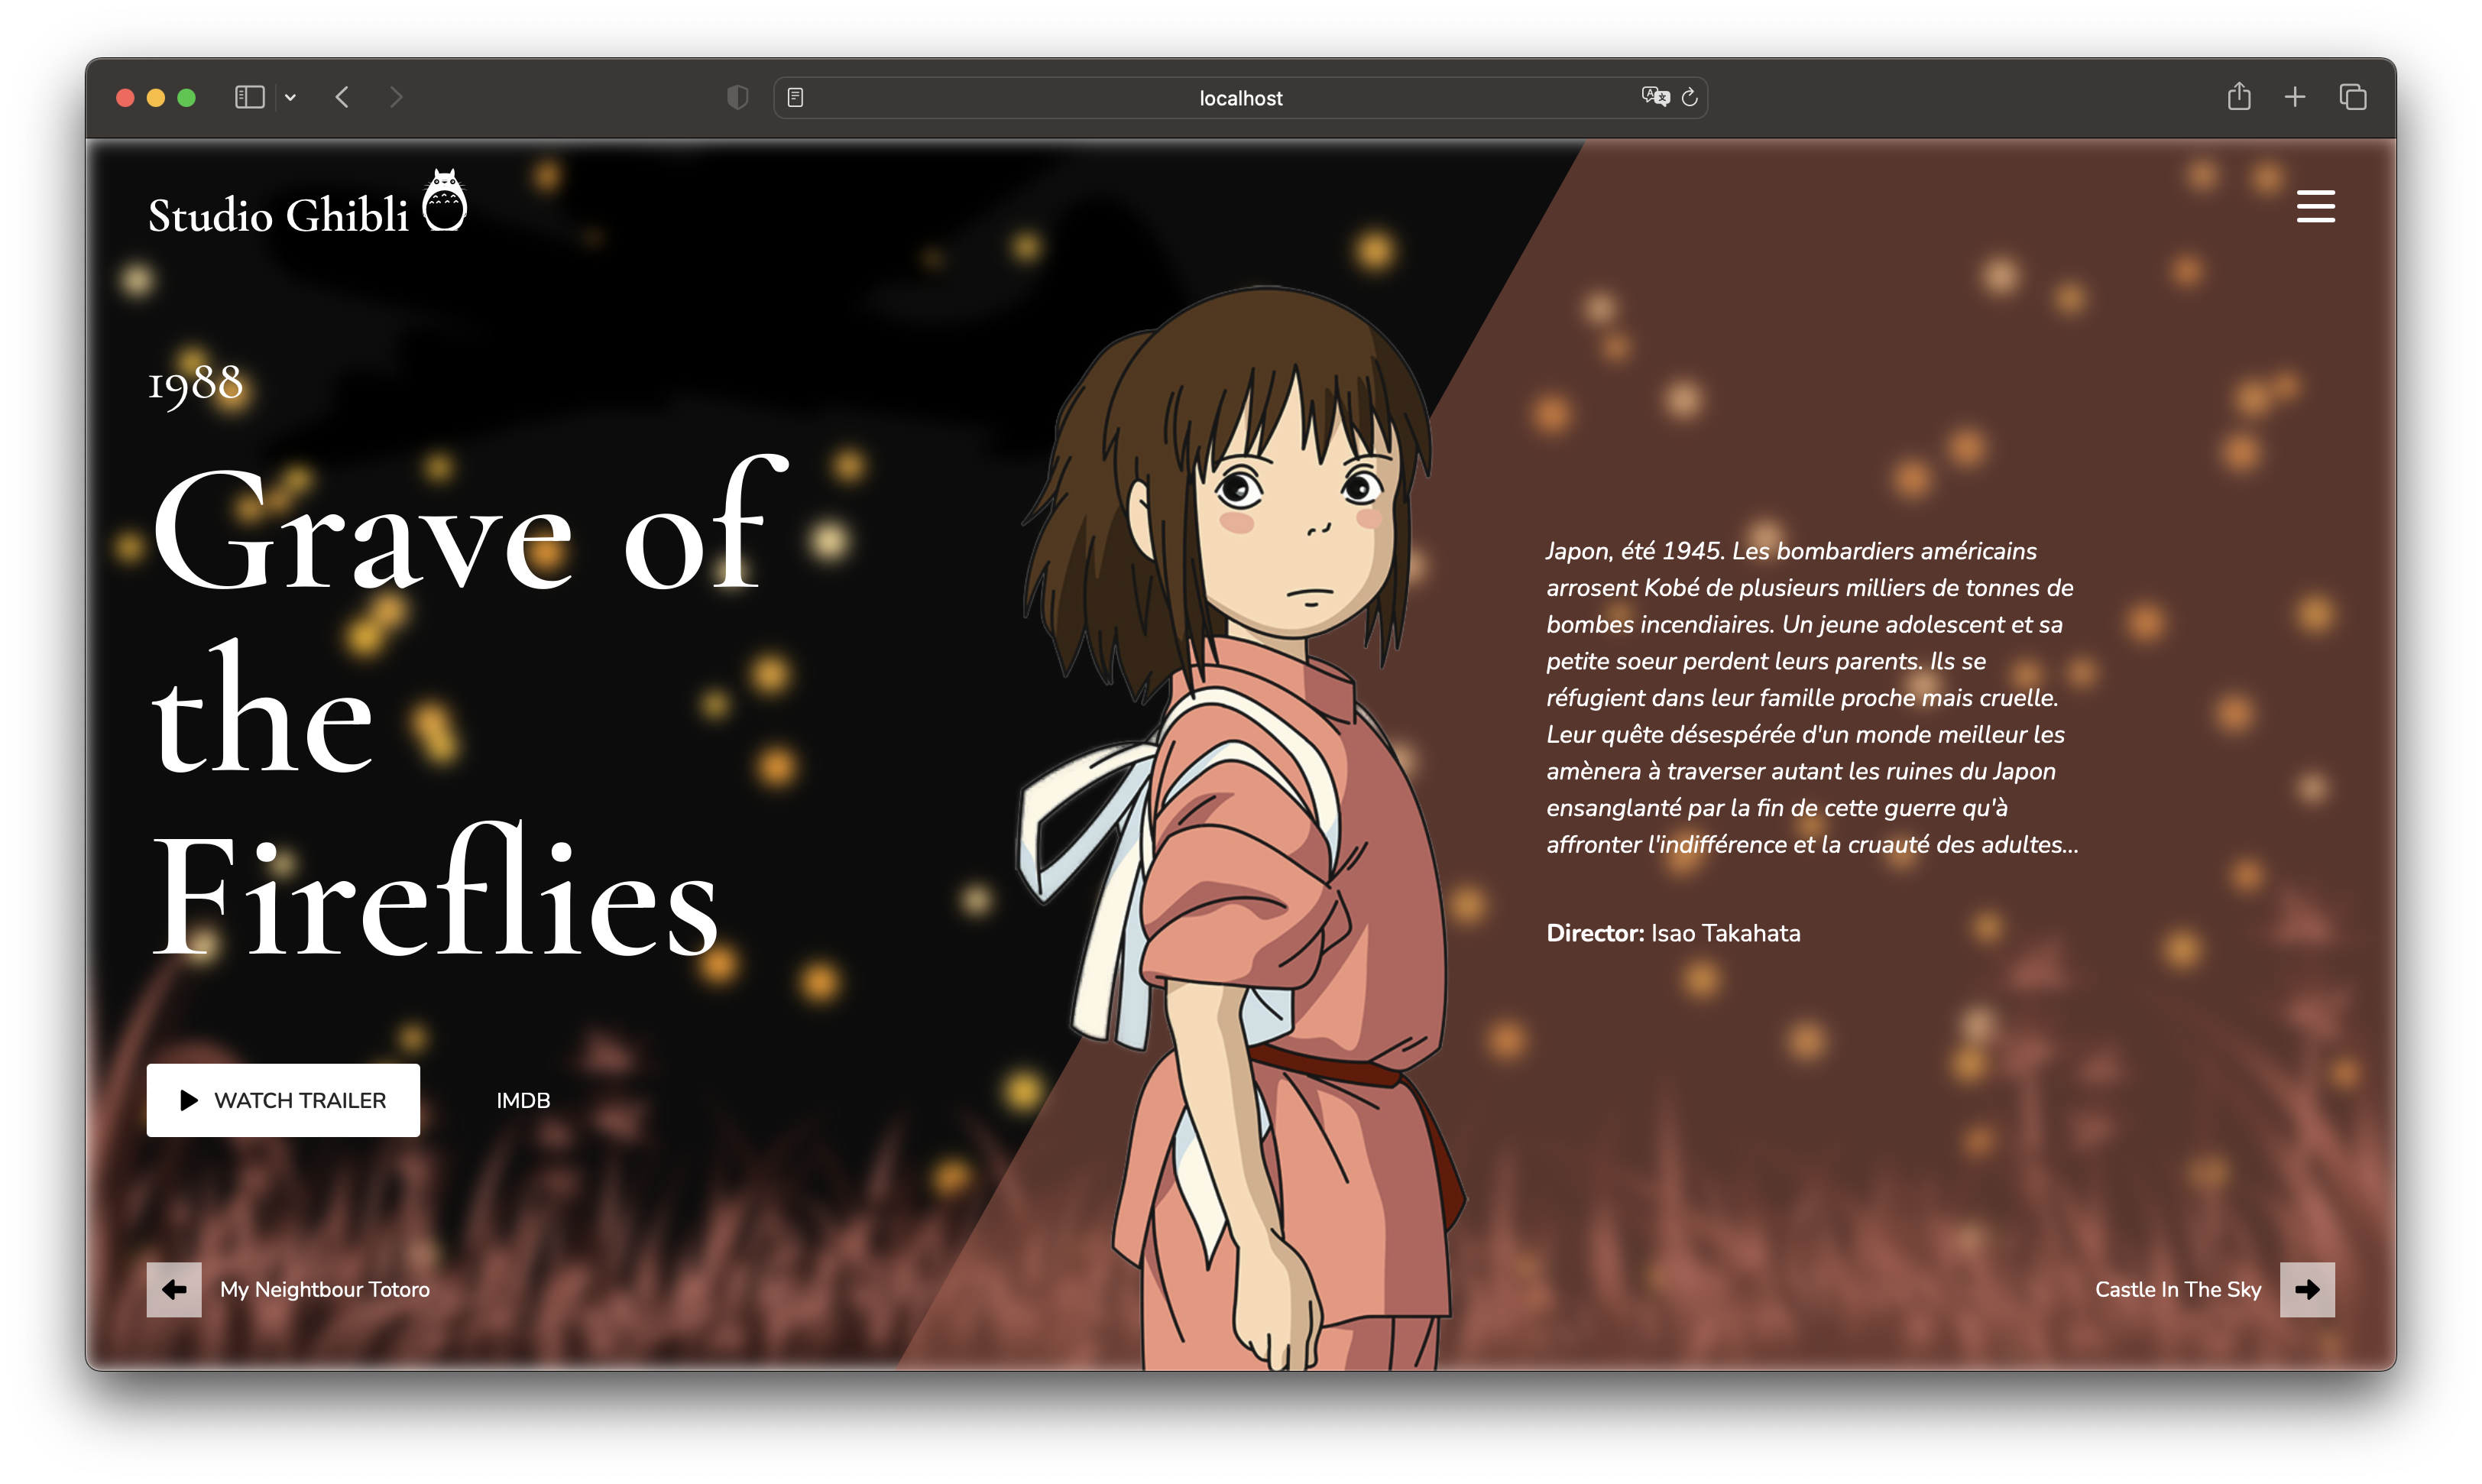 localhost
Studio Ghibli
1988
Grave of
the
Fireflies
Japon, été 1945. Les bombardiers américains
arrosent Kobé de plusieurs milliers de tonnes de
bombes incendiaires. Un jeune adolescent et sa
petite soeur perdent leurs parents. Ils se
réfugient dans leur famille proche mais cruelle.
Leur quête désespérée d'un monde meilleur les
amènera à traverser autant les ruines du Japon
ensanglanté par la fin de cette guerre qu'à
affronter l'indifférence et la cruauté des adultes...
Director: Isao Takahata
WATCH TRAILER
IMDB
My Neightbour Totoro
Castle In The Sky